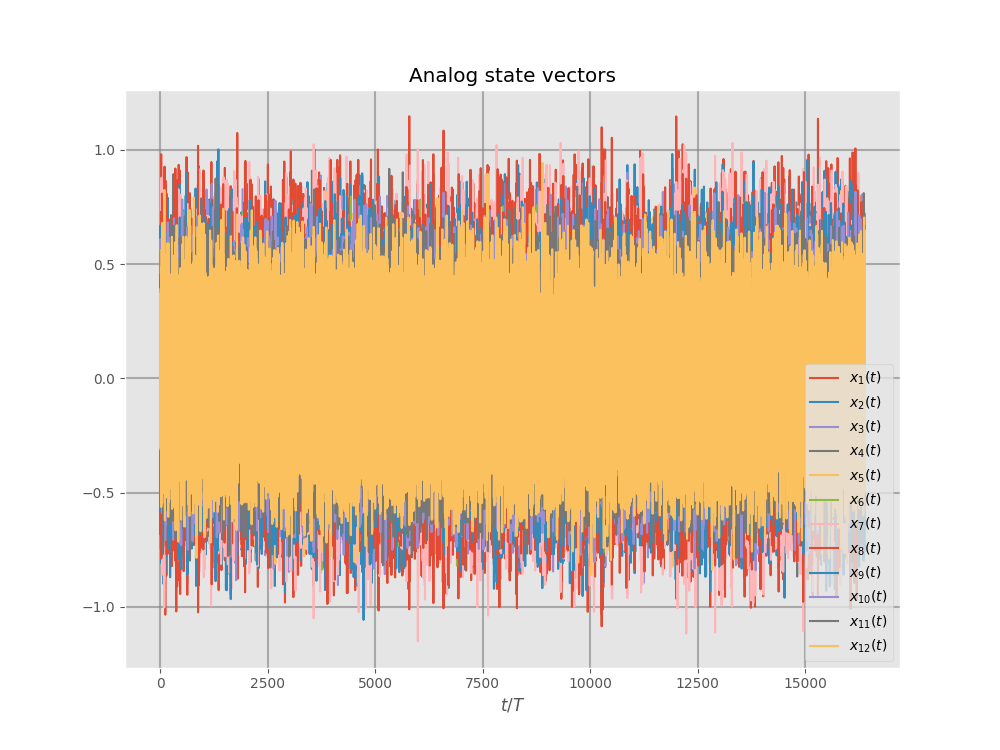 Analog state vectors
1.0
0.5
0.0
−0.5
−1.0
0 2500 5000 7500 10000 12500 15000
t/T
x₁(t)
x₂(t)
x₃(t)
x₄(t)
x₅(t)
x₆(t)
x₇(t)
x₈(t)
x₉(t)
x₁₀(t)
x₁₁(t)
x₁₂(t)